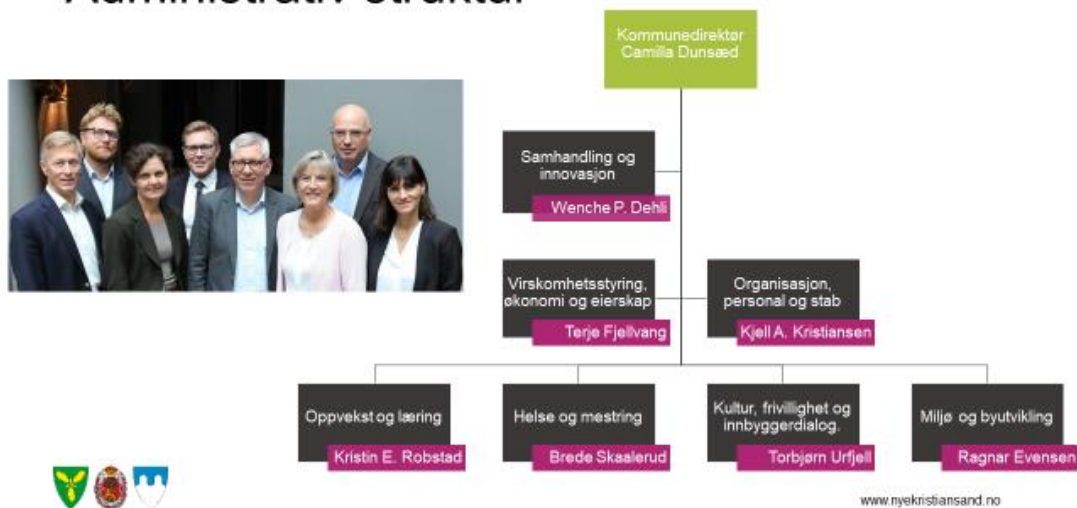 Administrativ struktur
Kommunedirektør
Camilla Dunsæd
Samhandling og
innovasjon
Wenche P. Dehli
Virskomhetsstyring,
økonomi og eierskap
Terje Fjellvang
Organisasjon,
personal og stab
Kjell A. Kristiansen
Oppvekst og læring
Kristin E. Robstad
Helse og mestring
Brede Skaalerud
Kultur, frivillighet og
innbyggerdialog.
Torbjørn Urfjell
Miljø og byutvikling
Ragnar Evensen
www.nyekristiansand.no